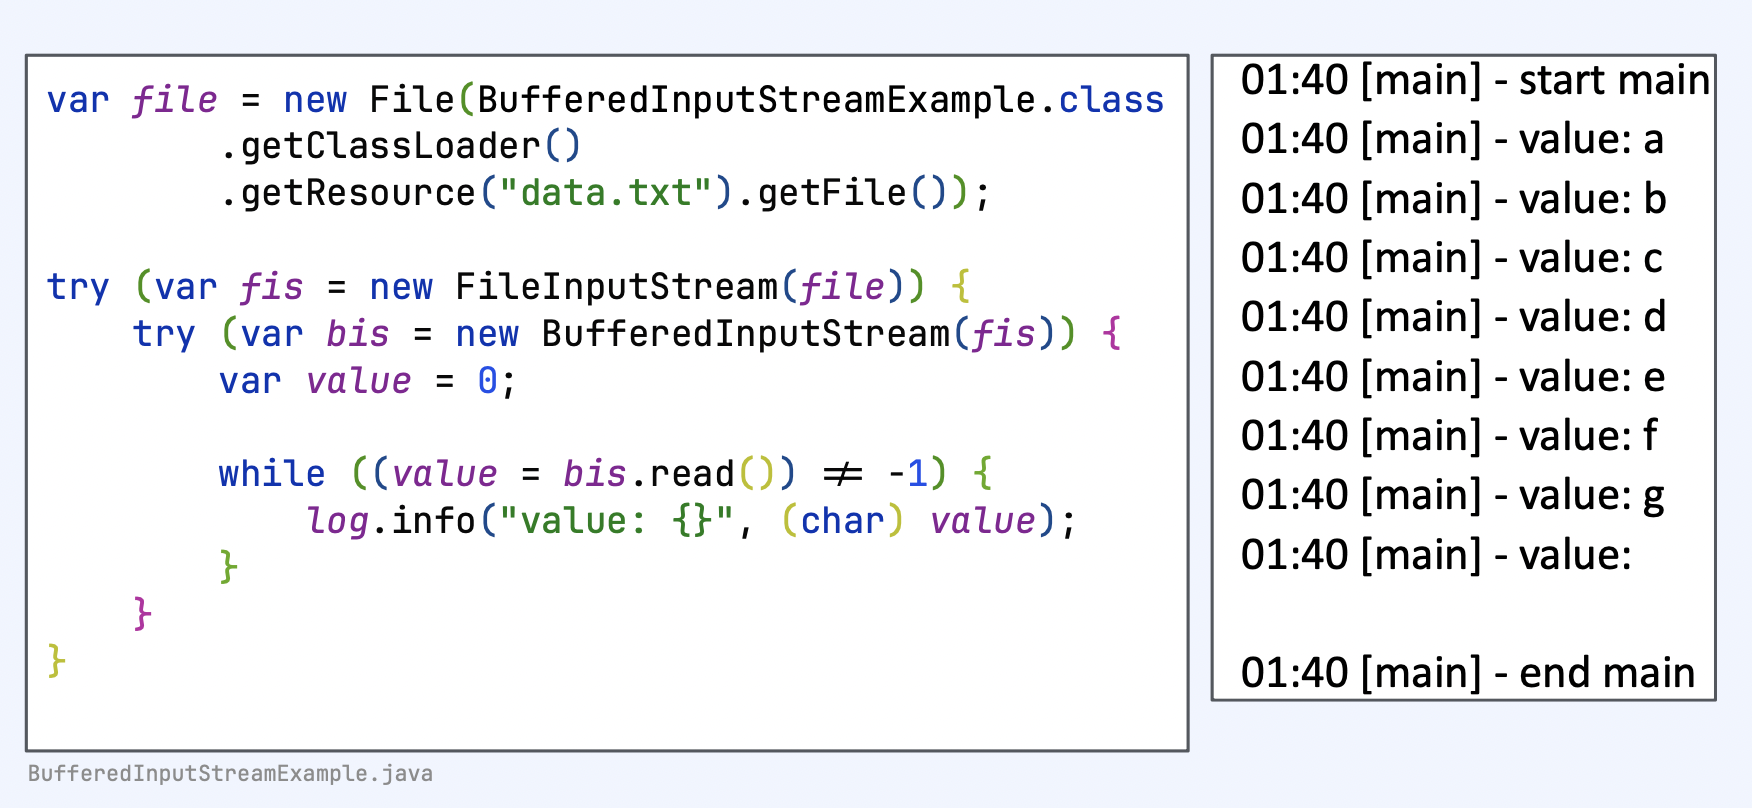 var file = new File(BufferedInputStreamExample.class
        .getClassLoader()
        .getResource("data.txt").getFile());

try (var fis = new FileInputStream(file)) {
    try (var bis = new BufferedInputStream(fis)) {
        var value = 0;

        while ((value = bis.read()) != -1) {
            log.info("value: {}", (char) value);
        }
    }
}
BufferedInputStreamExample.java
01:40 [main] - start main
01:40 [main] - value: a
01:40 [main] - value: b
01:40 [main] - value: c
01:40 [main] - value: d
01:40 [main] - value: e
01:40 [main] - value: f
01:40 [main] - value: g
01:40 [main] - value:

01:40 [main] - end main